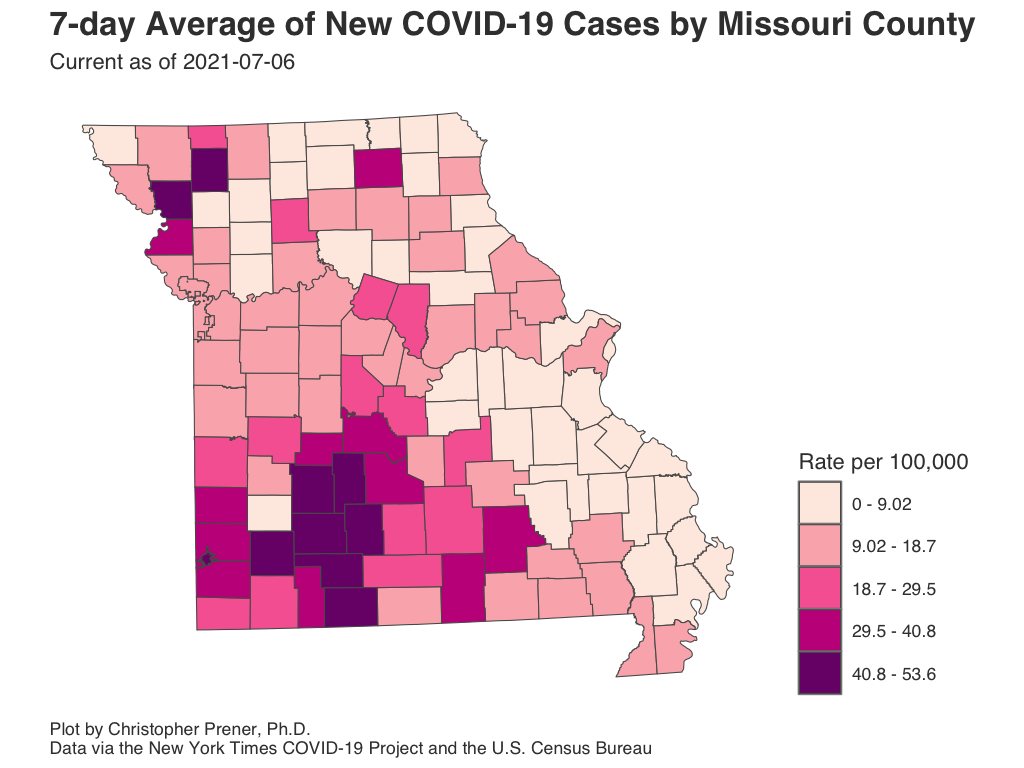 7-day Average of New COVID-19 Cases by Missouri County
Current as of 2021-07-06
Rate per 100,000
0 - 9.02
9.02 - 18.7
18.7 - 29.5
29.5 - 40.8
40.8 - 53.6
Plot by Christopher Prener, Ph.D.
Data via the New York Times COVID-19 Project and the U.S. Census Bureau